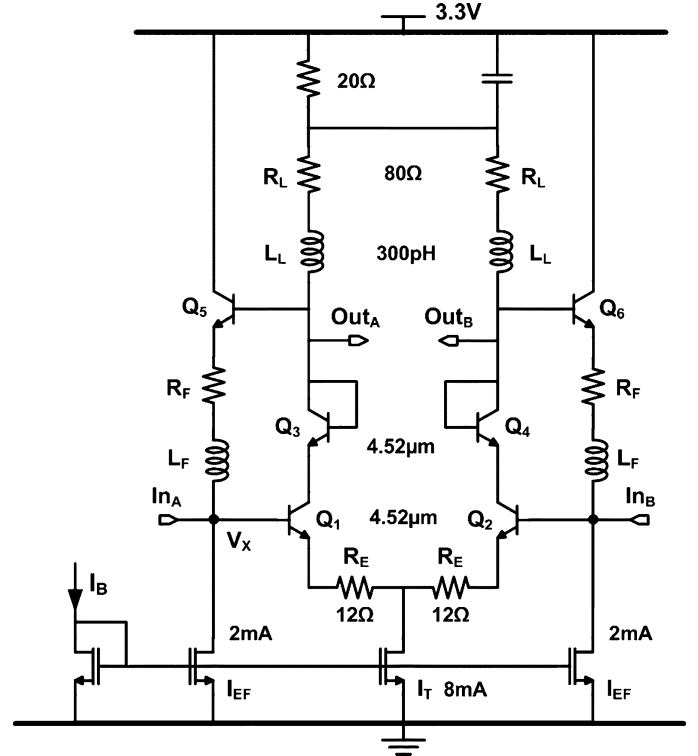 3.3V
20Ω
R_L 80Ω R_L
L_L 300pH L_L
Q_5 Q_6
Out_A Out_B
R_F R_F
Q_3 Q_4
4.52µm
L_F L_F
In_A In_B
Q_1 4.52µm Q_2
V_X
R_E R_E
I_B
12Ω 12Ω
2mA 2mA
I_EF I_T 8mA I_EF